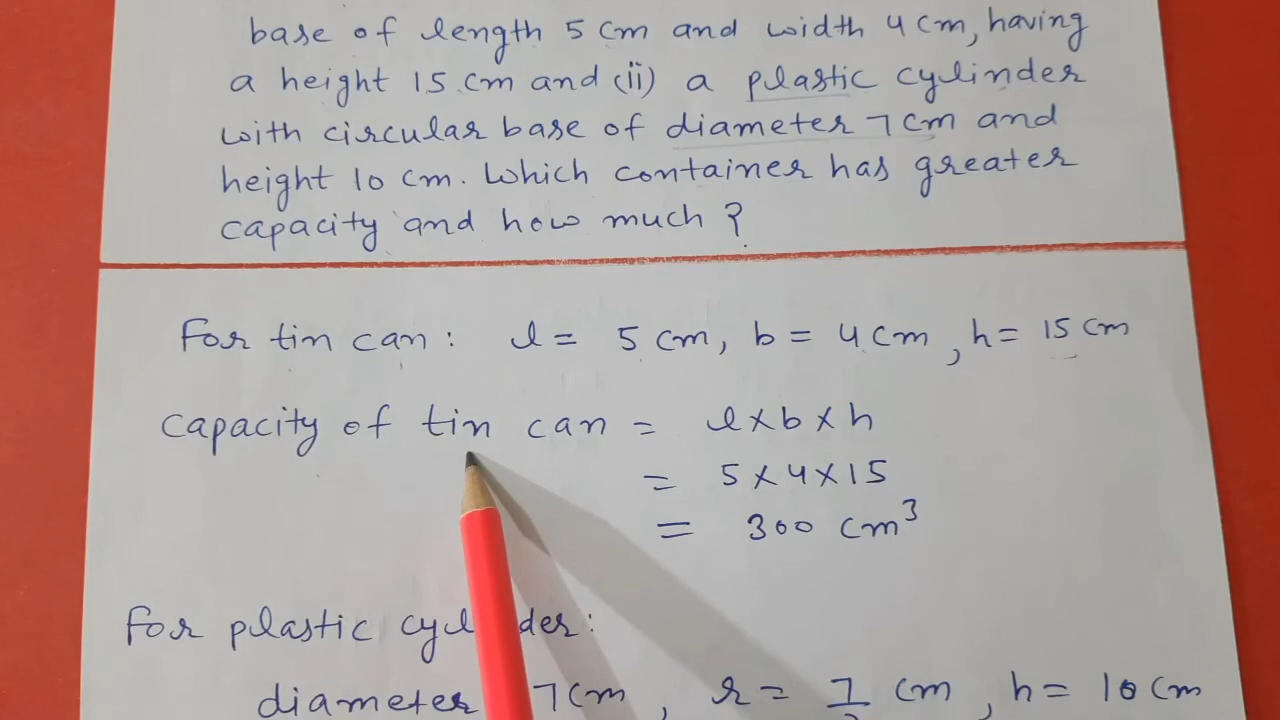 base of length 5 cm and width 4 cm, having
a height 15 cm and (ii) a plastic cylinder
with circular base of diameter 7 cm and
height 10 cm. Which container has greater
capacity and how much ?
For tin can : l = 5 cm, b = 4 cm, h = 15 cm
capacity of tin can = l×b×h
= 5×4×15
= 300 cm³
For plastic cylinder:
diameter 7 cm, r = 7 cm, h = 10 cm